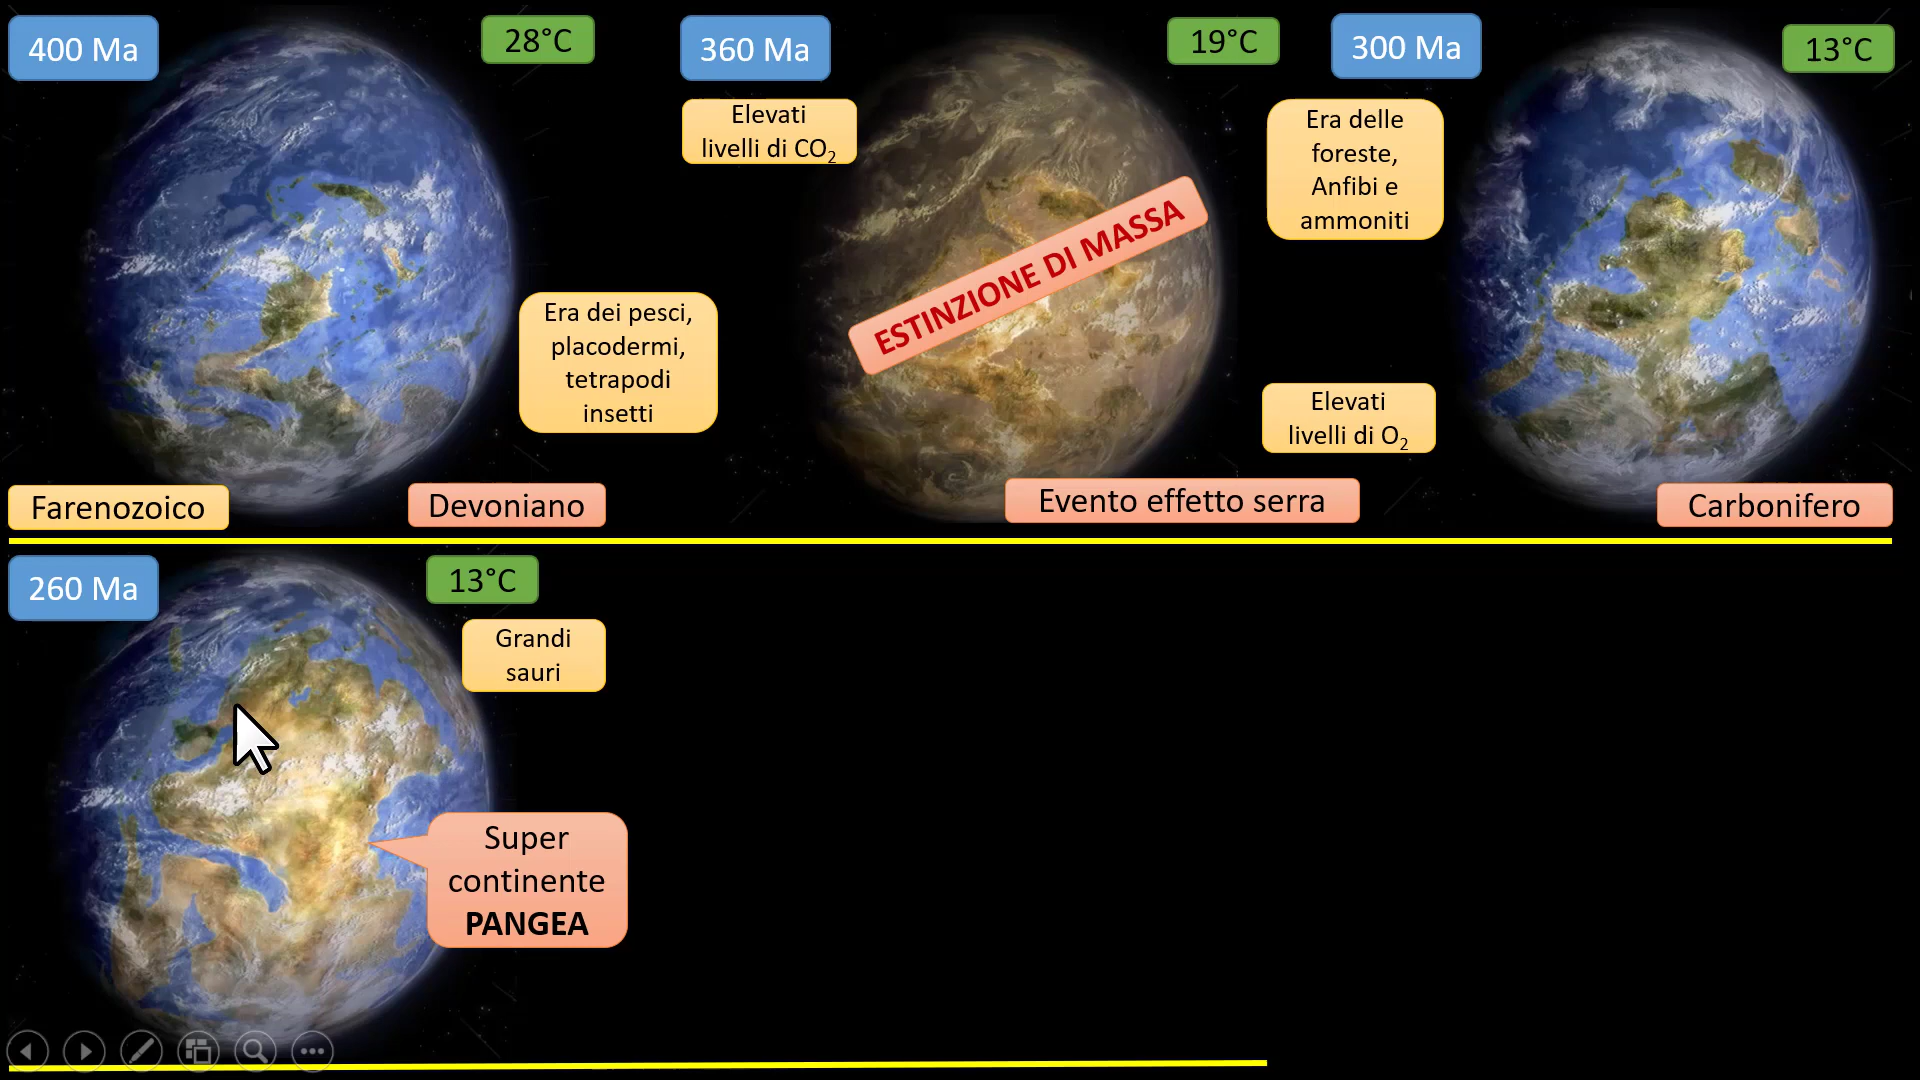 400 Ma
28°C
Era dei pesci,
placodermi,
tetrapodi
insetti
Farenozoico
Devoniano
360 Ma
19°C
Elevati
livelli di CO₂
ESTINZIONE DI MASSA
Evento effetto serra
300 Ma
13°C
Era delle
foreste,
Anfibi e
ammoniti
Elevati
livelli di O₂
Carbonifero
260 Ma
13°C
Grandi
sauri
Super
continente
PANGEA